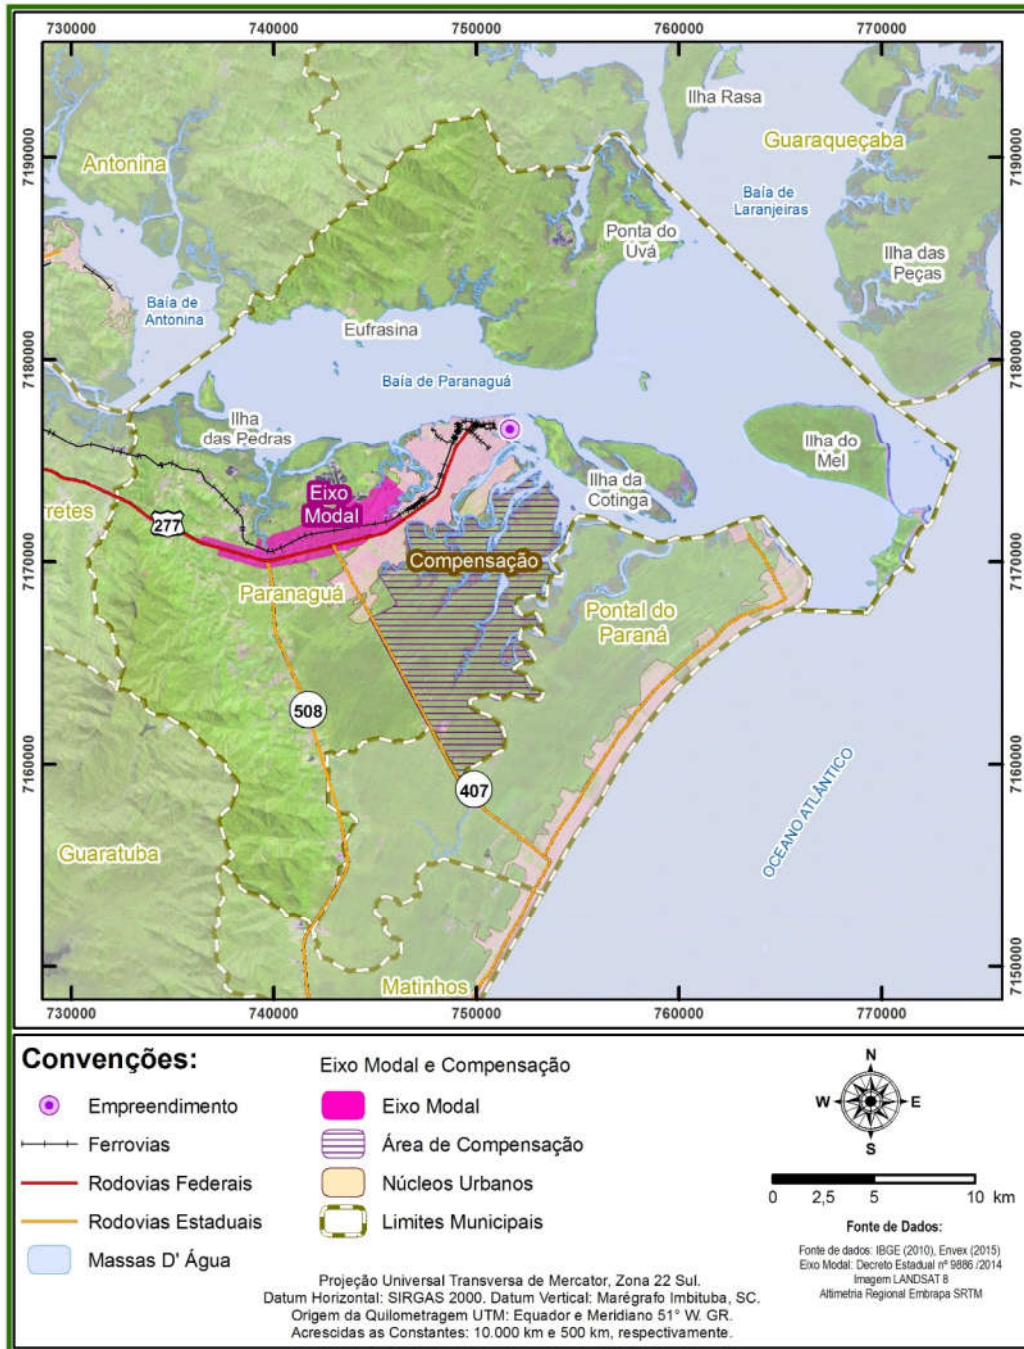 730000 740000 750000 760000 770000
7190000
7190000
Ilha Rasa
Guaraqueçaba
Antonina
Baía de
Laranjeiras
Ponta do
Uvá
Ilha das
Peças
Baía de
Antonina
Eufrasina
7180000
7180000
Baía de Paranaguá
Ilha
das Pedras
Ilha do
Mel
Ilha da
Cotinga
Eixo
Modal
rretes
277
7170000
7170000
Compensação
Paranaguá
Pontal do
Paraná
508
7160000
7160000
407
OCEANO ATLÂNTICO
Guaratuba
Matinhos
7150000
7150000
730000 740000 750000 760000 770000
Convenções:
Empreendimento
Ferrovias
Rodovias Federais
Rodovias Estaduais
Massas D' Água
Eixo Modal e Compensação
Eixo Modal
Área de Compensação
Núcleos Urbanos
Limites Municipais
N
W E
S
0 2,5 5 10 km
Fonte de Dados:
Fonte de dados: IBGE (2010), Envex (2015)
Eixo Modal: Decreto Estadual nº 9886 /2014
Imagem LANDSAT 8
Altimetria Regional Embrapa SRTM
Projeção Universal Transversa de Mercator, Zona 22 Sul.
Datum Horizontal: SIRGAS 2000. Datum Vertical: Marégrafo Imbituba, SC.
Origem da Quilometragem UTM: Equador e Meridiano 51° W. GR.
Acrescidas as Constantes: 10.000 km e 500 km, respectivamente.